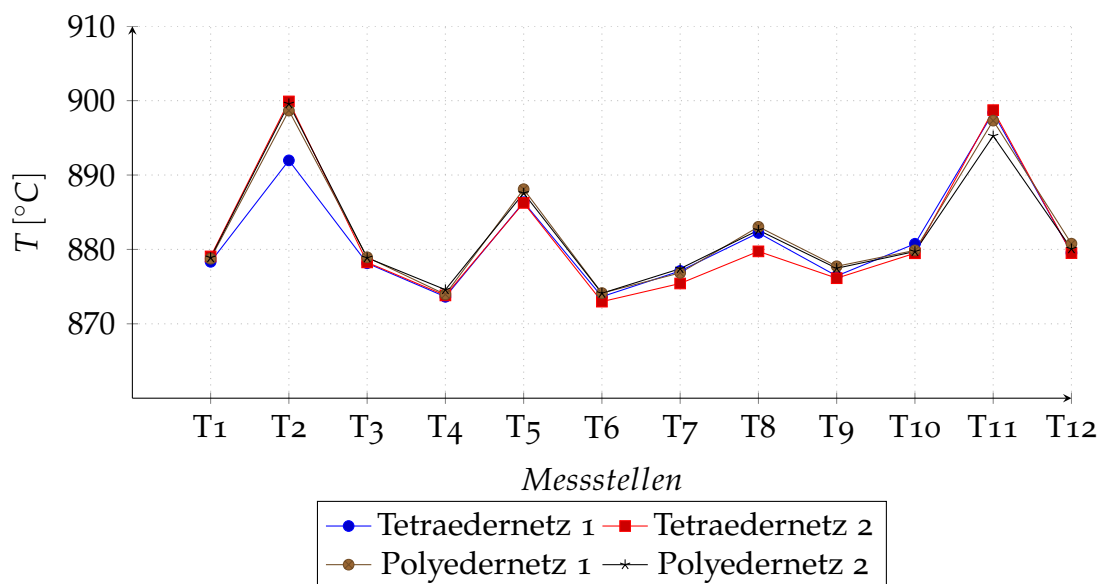 910
900
890
880
870
T [°C]
T1 T2 T3 T4 T5 T6 T7 T8 T9 T10 T11 T12
Messstellen
Tetraedernetz 1 Tetraedernetz 2
Polyedernetz 1 Polyedernetz 2